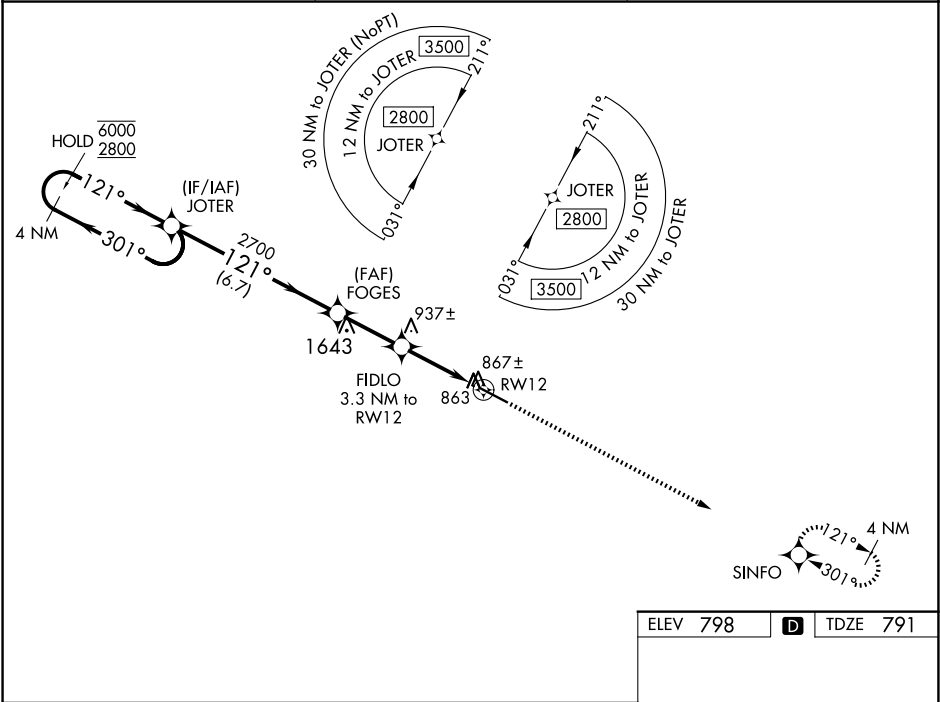 30 NM to JOTER (NoPT)
12 NM to JOTER
3500
211°
2800
JOTER
031°
211°
JOTER
2800
12 NM to JOTER
30 NM to JOTER
3500
031°
HOLD
6000
2800
121°
301°
4 NM
(IF/IAF)
JOTER
2700
121°
(6.7)
(FAF)
FOGES
1643
937±
FIDLO
3.3 NM to
RW12
867±
863
RW12
SINFO
121°
301°
4 NM
ELEV 798 D TDZE 791